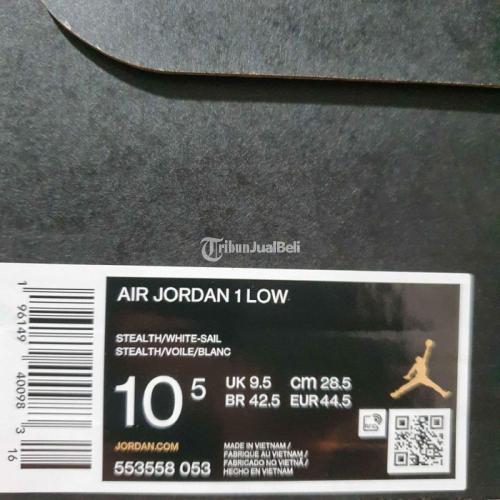 TribunJualBeli
AIR JORDAN 1 LOW
STEALTH/WHITE-SAIL
STEALTH/VOILE/BLANC
10 5 UK 9.5 cm 28.5
BR 42.5 EUR 44.5
JORDAN.COM
553558 053
MADE IN VIETNAM /
FABRIQUE AU VIETNAM /
FABRICADO NO VIETNÃ /
HECHO EN VIETNAM
1 96149 40098 3
16